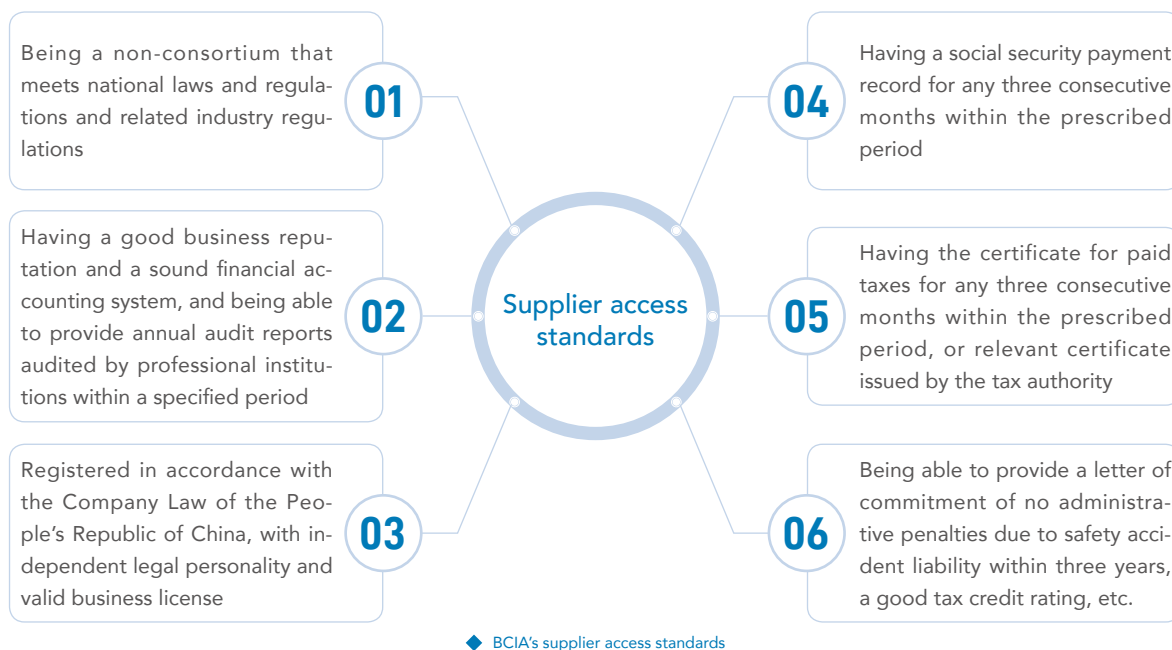 Being a non-consortium that
meets national laws and regula-
tions and related industry regu-
lations
01
Having a good business repu-
tation and a sound financial ac-
counting system, and being able
to provide annual audit reports
audited by professional institu-
tions within a specified period
02
Registered in accordance with
the Company Law of the Peo-
ple's Republic of China, with in-
dependent legal personality and
valid business license
03
Supplier access
standards
04
Having a social security payment
record for any three consecutive
months within the prescribed
period
05
Having the certificate for paid
taxes for any three consecutive
months within the prescribed
period, or relevant certificate
issued by the tax authority
06
Being able to provide a letter of
commitment of no administra-
tive penalties due to safety acci-
dent liability within three years,
a good tax credit rating, etc.
BCIA's supplier access standards